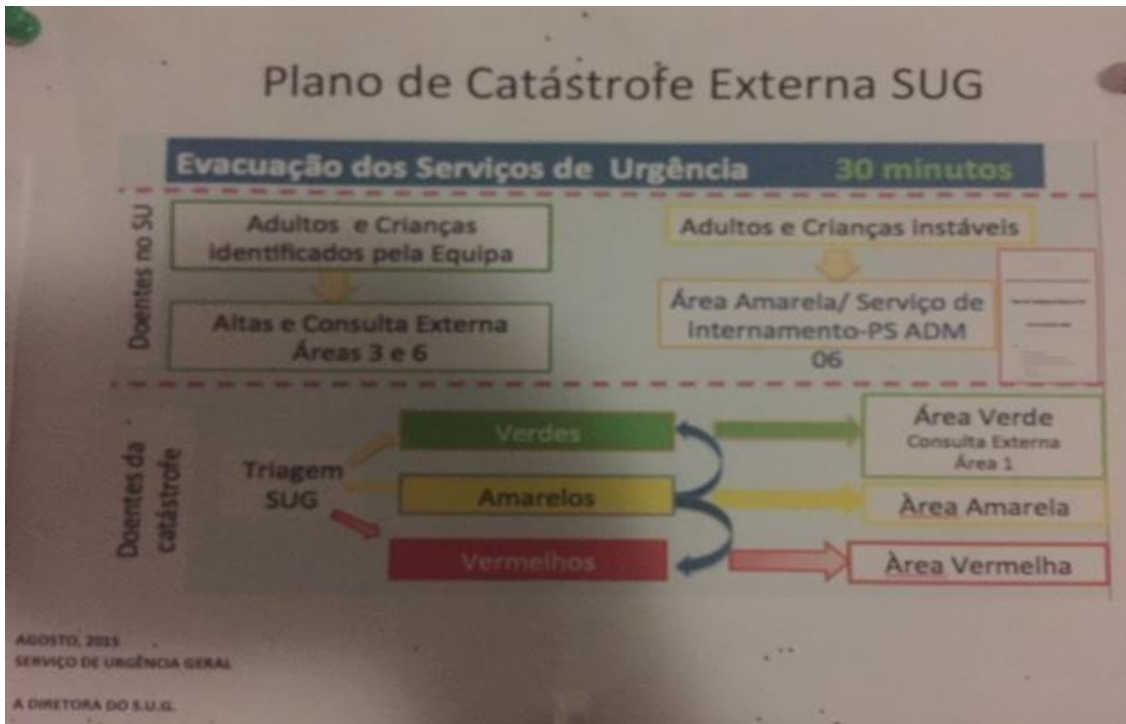 Plano de Catástrofe Externa SUG
Evacuação dos Serviços de Urgência 30 minutos
Doentes no SU
Adultos e Crianças
identificados pela Equipa
Altas e Consulta Externa
Áreas 3 e 6
Adultos e Crianças instáveis
Área Amarela/ Serviço de
internamento-PS ADM
06
Doentes da
catástrofe
Triagem
SUG
Verdes
Amarelos
Vermelhos
Área Verde
Consulta Externa
Área 1
Àrea Amarela
Àrea Vermelha
AGOSTO, 2015
SERVIÇO DE URGÊNCIA GERAL
A DIRETORA DO S.U.G.